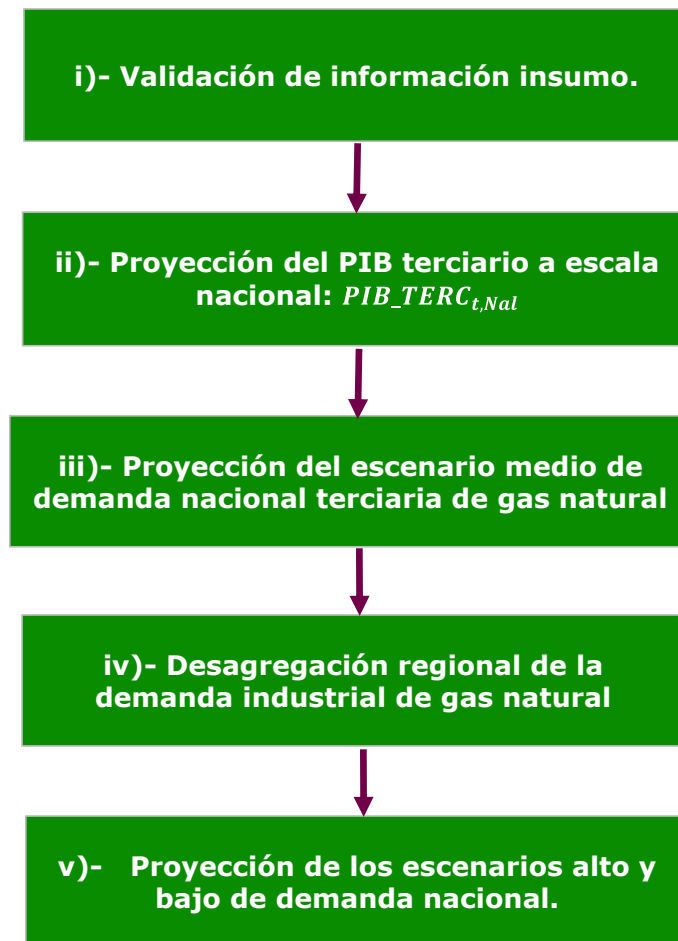 i)- Validación de información insumo.
ii)- Proyección del PIB terciario a escala
nacional: PIB_TERC_{t,Nal}
iii)- Proyección del escenario medio de
demanda nacional terciaria de gas natural
iv)- Desagregación regional de la
demanda industrial de gas natural
v)- Proyección de los escenarios alto y
bajo de demanda nacional.